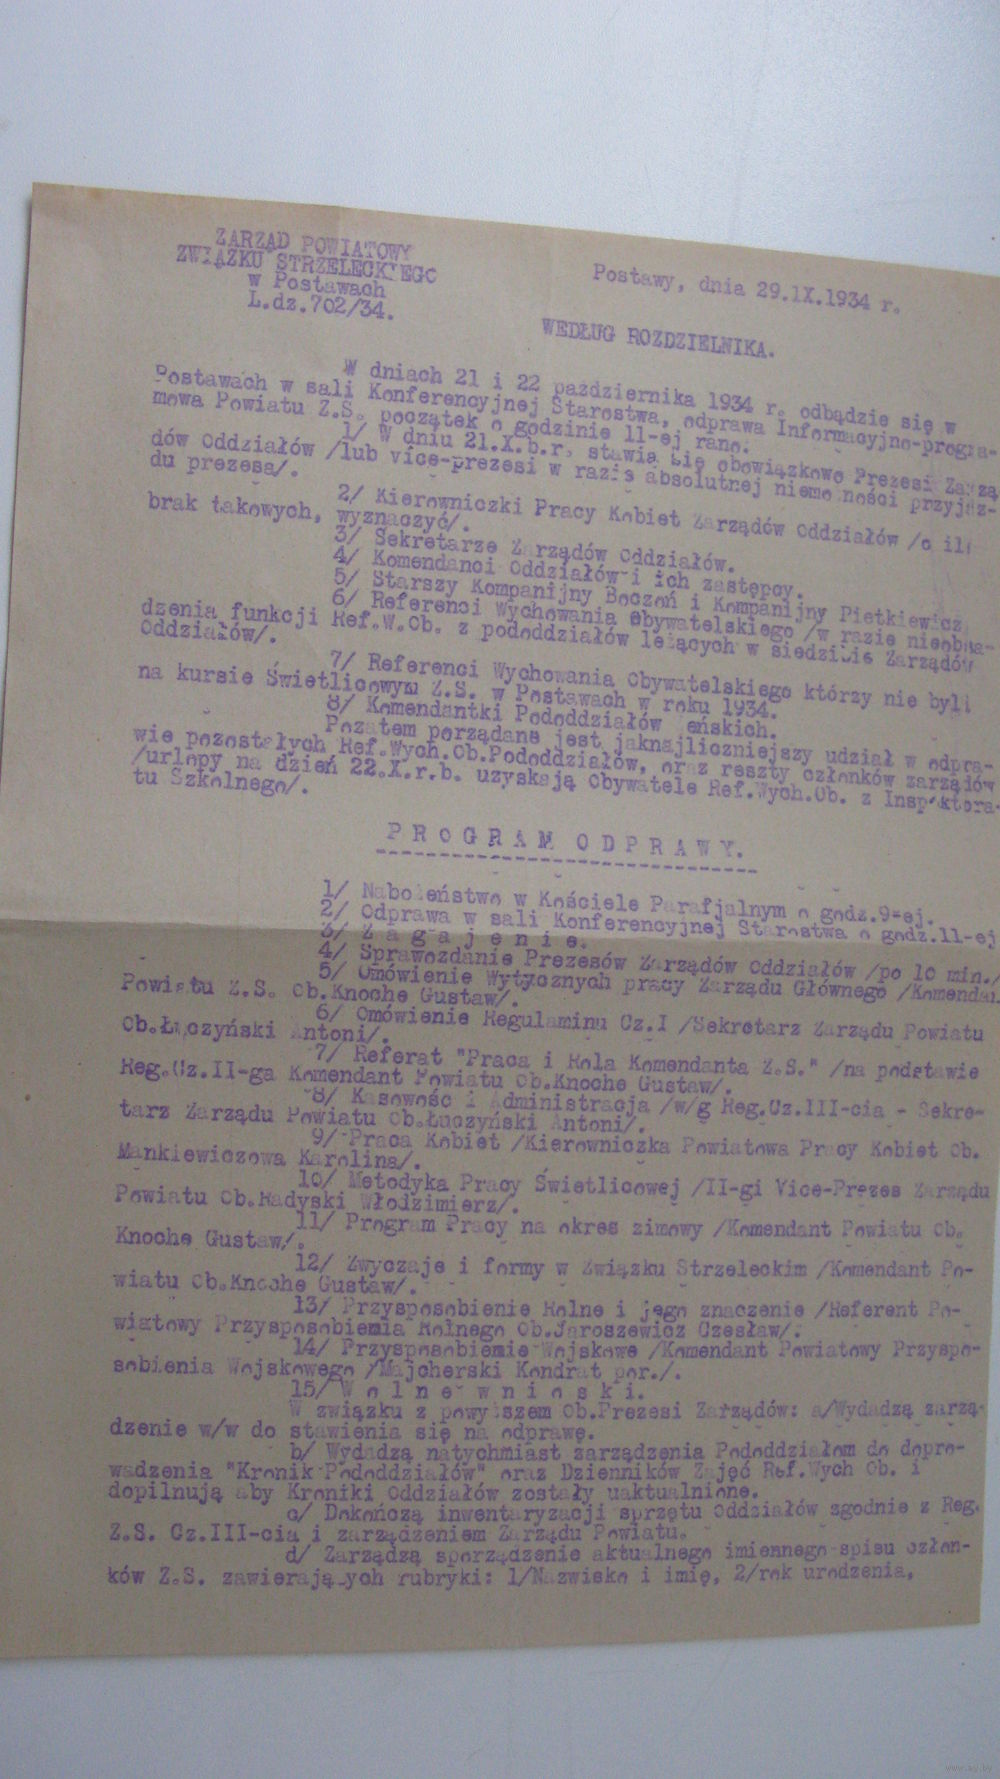 ZARZĄD POWIATOWY
ZWIĄZKU STRZELECKIEGO
w Postawach
L.dz.702/34.
Postawy, dnia 29.IX.1934 r.
WEDŁUG ROZDZIELNIKA.
W dniach 21 i 22 października 1934 r. odbądzie się w
Postawach w sali Konferencyjnej Starostwa, odprawa Informacyjno-progra-
mowa Powiatu Z.S. początek o godzinie 11-ej rano.
1/ W dniu 21.X.b.r. stawią się obowiązkowo Prezesi Zarzą
dów Oddziałów /lub vice-prezesi w razie absolutnej niemożności przyjaz-
du prezesa/.
2/ Kierowniczki Pracy Kobiet Zarządów Oddziałów /o ile
brak takowych, wyznaczyć/.
3/ Sekretarze Zarządów Oddziałów.
4/ Komendanci Oddziałów i ich zastępcy.
5/ Starszy Kompanijny Boczoń i Kompanijny Pietkiewicz
6/ Referenci Wychowania Obywatelskiego /w razie nieobsa-
dzenia funkcji Ref.W.Ob. z pododdziałów leżących w siedzibie Zarządów
Oddziałów/.
7/ Referenci Wychowania Obywatelskiego którzy nie byli
na kursie Świetlicowym Z.S. w Postawach w roku 1934.
8/ Komendantki Pododdziałów eńskich.
Pozatem porządane jest jaknajliczniejszy udział w odpra-
wie pozostałych Ref.Wych.Ob.Pododdziałów, oraz reszty członków zarządów
/urlopy na dzień 22.X.r.b. uzyskają Obywatele Ref.Wych.Ob. z Inspektora-
tu Szkolnego/.
P R O G R A M  O D P R A W Y.
1/ Nabożeństwo w Kościele Parafjalnym o godz.9-ej.
2/ Odprawa w sali Konferencyjnej Starostwa o godz.11-ej
3/ Z a g a j e n i e.
4/ Sprawozdanie Prezesów Zarządów Oddziałów /po 10 min./
5/ Omówienie Wytycznych pracy Zarządu Głównego /Komendant
Powiatu Z.S. Ob.Knoche Gustaw/.
6/ Omówienie Regulaminu Cz.I /Sekretarz Zarządu Powiatu
Ob.Łuczyński Antoni/.
7/ Referat "Praca i Rola Komendanta Z.S." /na podstawie
Reg.Cz.II-ga Komendant Powiatu Ob.Knoche Gustaw/.
8/ Kasowość i Administracja /w/g Reg.Cz.III-cia - Sekre-
tarz Zarządu Powiatu Ob.Łuczyński Antoni/.
9/ Praca Kobiet /Kierowniczka Powiatowa Pracy Kobiet Ob.
Mankiewiczowa Karolina/.
10/ Metodyka Pracy Świetlicowej /II-gi Vice-Prezes Zarządu
Powiatu Ob.Radyski Włodzimierz/.
11/ Program Pracy na okres zimowy /Komendant Powiatu Ob.
Knoche Gustaw/.
12/ Zwyczaje i formy w Związku Strzeleckim /Komendant Po-
wiatu Ob.Knoche Gustaw/.
13/ Przysposobienie Rolne i jego znaczenie /Referent Po-
wiatowy Przysposobiemia Rolnego Ob.Jaroszewicz Czesław/.
14/ Przysposobiemie Wojskowe /Komendant Powiatowy Przyspo-
sobienia Wojskowego /Majcherski Kondrat por./.
15/ W o l n e  w n i o s k i.
W związku z powyższem Ob.Prezesi Zarządów: a/Wydadzą zarzą-
dzenie w/w do stawienia się na odprawę.
b/ Wydadzą natychmiast zarządzenia Pododdziałom do dopro-
wadzenia "Kronik Pododdziałów" oraz Dzienników Zajęć Ref.Wych Ob. i
dopilnują aby Kroniki Oddziałów zostały uaktualnione.
c/ Dokończą inwentaryzacji sprzętu Oddziałów zgodnie z Reg.
Z.S. Cz.III-cia i zarządzeniem Zarządu Powiatu.
d/ Zarządzą sporządzenie aktualnego imiennego spisu człon-
ków Z.S. zawierających rubryki: 1/Nazwisko i imię, 2/rok urodzenia,
www.ay.by